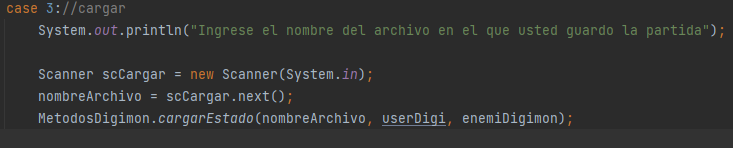 case 3://cargar
System.out.println("Ingrese el nombre del archivo en el que usted guardo la partida");
Scanner scCargar = new Scanner(System.in);
nombreArchivo = scCargar.next();
MetodosDigimon.cargarEstado(nombreArchivo, userDigi, enemiDigimon);